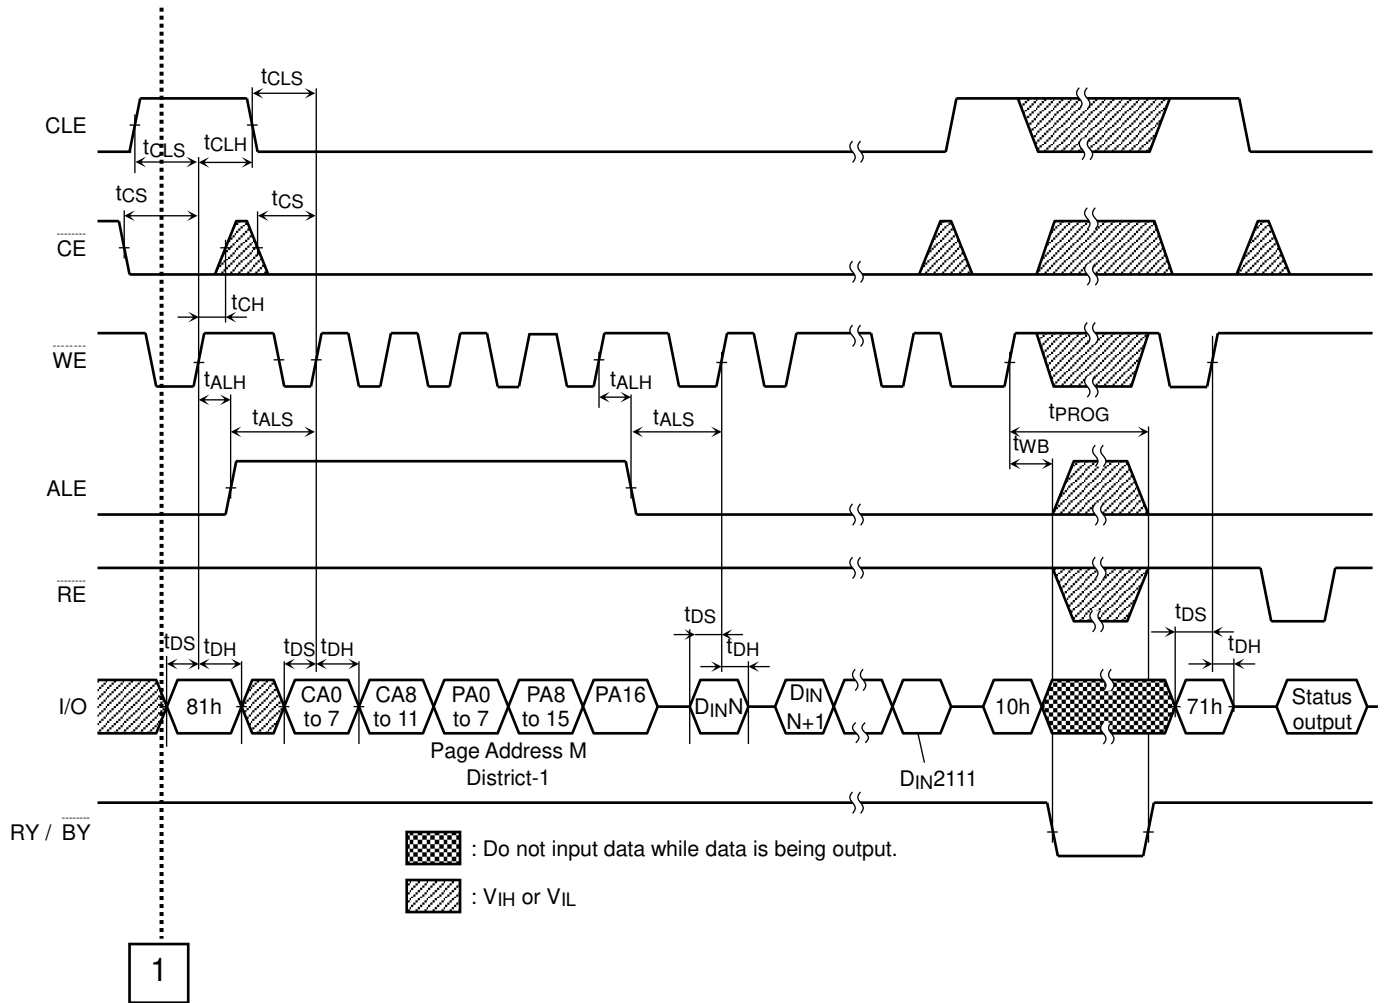 tCLS
CLE
tCLS
tCLH
tCS
tCS
CE
tCH
WE
tALH
tALH
tALS
tALS
tPROG
tWB
ALE
RE
tDS
tDH
tDS
tDH
tDS
tDH
tDS
tDH
I/O
81h
CA0
to 7
CA8
to 11
PA0
to 7
PA8
to 15
PA16
DINN
DIN
N+1
10h
71h
Status
output
Page Address M
District-1
DIN2111
RY / BY
: Do not input data while data is being output.
: VIH or VIL
1